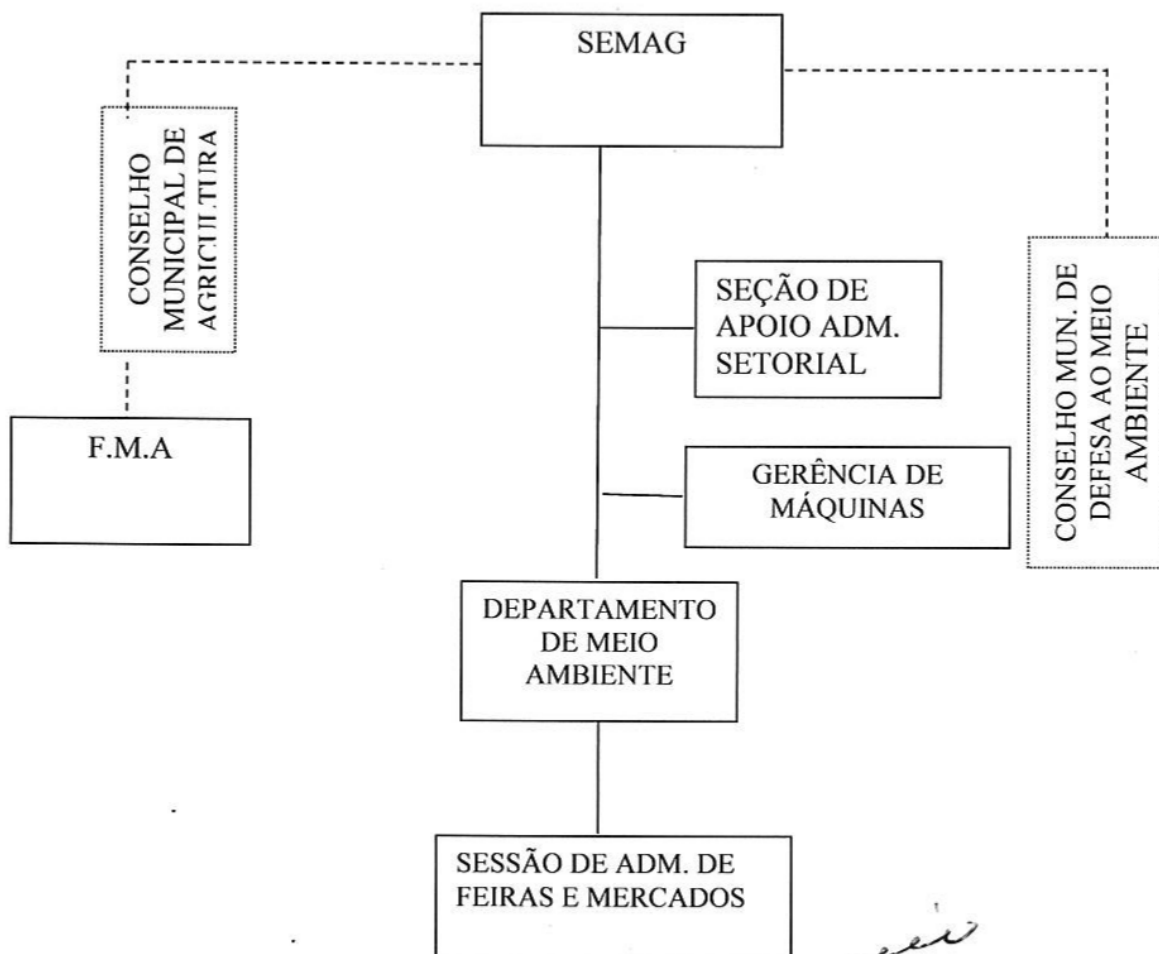 SEMAG
CONSELHO
MUNICIPAL DE
AGRICULTURA
SEÇÃO DE
APOIO ADM.
SETORIAL
CONSELHO MUN. DE
DEFESA AO MEIO
AMBIENTE
F.M.A
GERÊNCIA DE
MÁQUINAS
DEPARTAMENTO
DE MEIO
AMBIENTE
SESSÃO DE ADM. DE
FEIRAS E MERCADOS